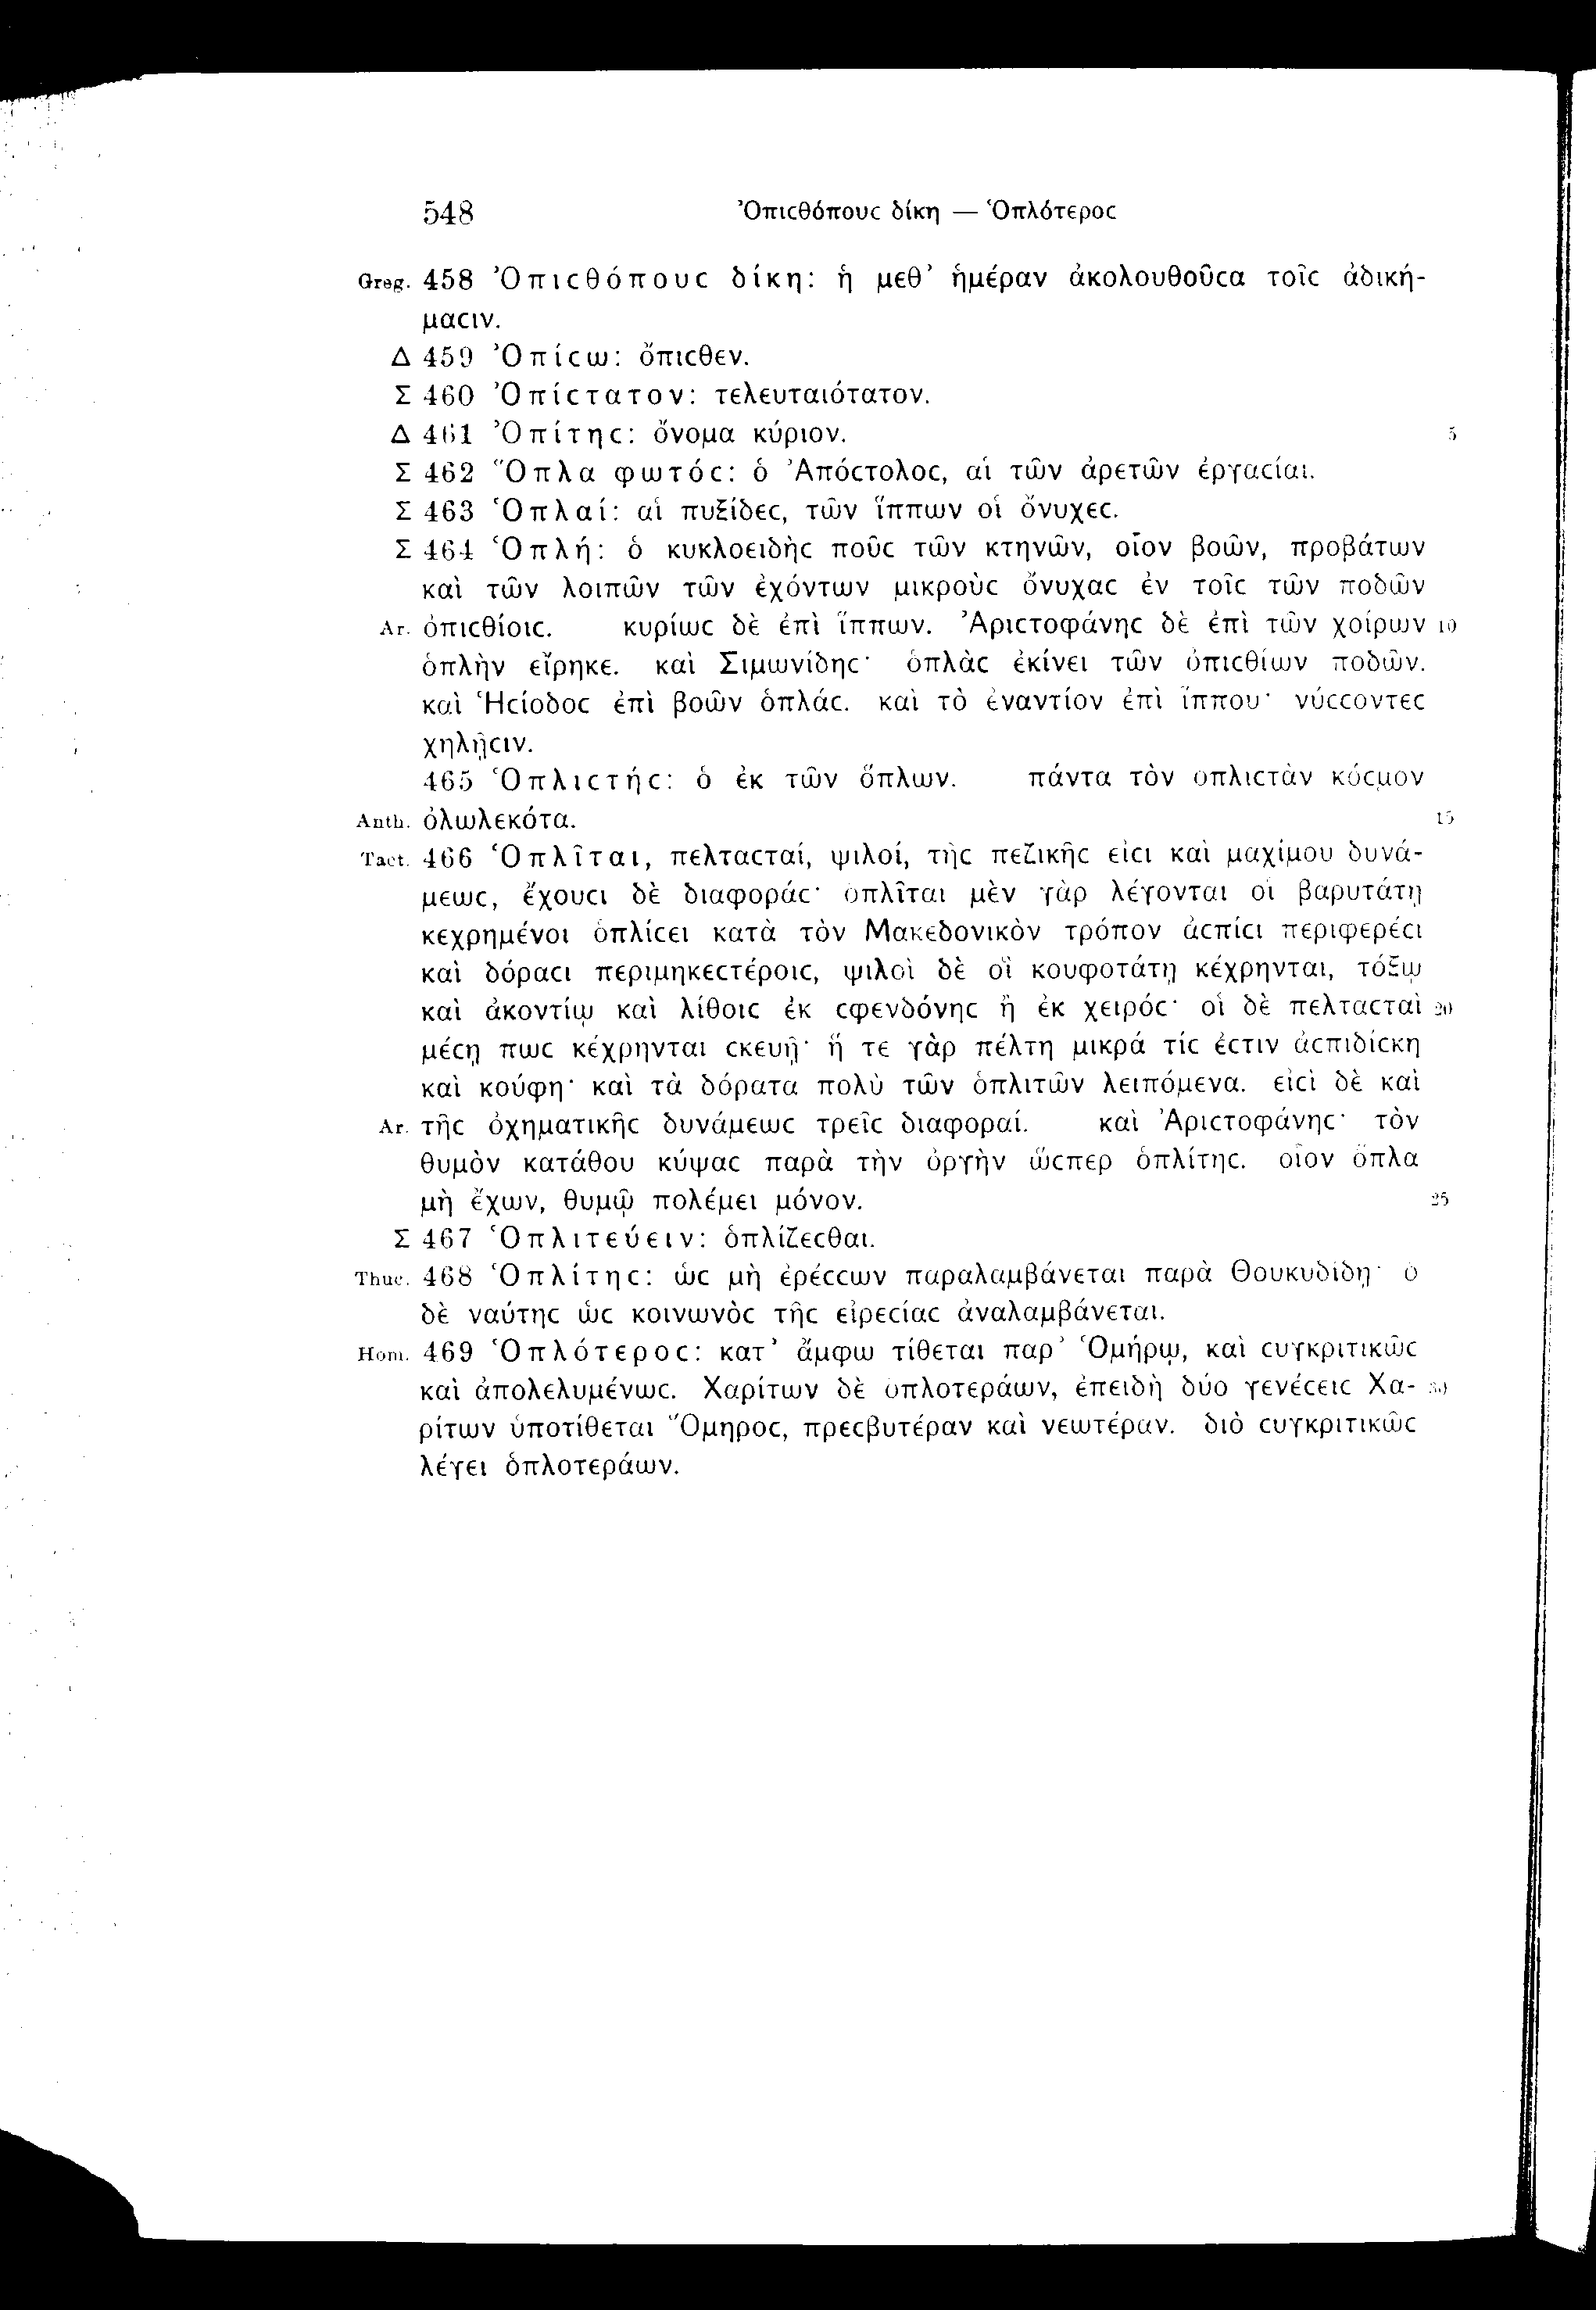 548 Ὀπιϲθόπουϲ δίκη — Ὁπλότεροϲ
Greg. 458 Ὀπιϲθόπουϲ δίκη: ἡ μεθ’ ἡμέραν ἀκολουθοῦϲα τοῖϲ ἀδική-
μαϲιν.
Δ 459 Ὀπίϲω: ὄπιϲθεν.
Σ 460 Ὀπίϲτατον: τελευταιότατον.
Δ 461 Ὀπίτηϲ: ὄνομα κύριον. 5
Σ 462 Ὅπλα φωτόϲ: ὁ Ἀπόϲτολοϲ, αἱ τῶν ἀρετῶν ἐργαϲίαι.
Σ 463 Ὁπλαί: αἱ πυξίδεϲ, τῶν ἵππων οἱ ὄνυχεϲ.
Σ 464 Ὁπλή: ὁ κυκλοειδὴϲ ποῦϲ τῶν κτηνῶν, οἷον βοῶν, προβάτων
καὶ τῶν λοιπῶν τῶν ἐχόντων μικροὺϲ ὄνυχαϲ ἐν τοῖϲ τῶν ποδῶν
Ar. ὀπιϲθίοιϲ. κυρίωϲ δὲ ἐπὶ ἵππων. Ἀριϲτοφάνηϲ δὲ ἐπὶ τῶν χοίρων 10
ὁπλὴν εἴρηκε. καὶ Σιμωνίδηϲ· ὁπλὰϲ ἐκίνει τῶν ὀπιϲθίων ποδῶν.
καὶ Ἡϲίοδοϲ ἐπὶ βοῶν ὁπλάϲ. καὶ τὸ ἐναντίον ἐπὶ ἵππου· νύϲϲοντεϲ
χηλῇϲιν.
465 Ὁπλιϲτήϲ: ὁ ἐκ τῶν ὅπλων. πάντα τὸν ὁπλιϲτὰν κόϲμον
Anth. ὀλωλεκότα. 15
Tact. 466 Ὁπλῖται, πελταϲταί, ψιλοί, τῆϲ πεζικῆϲ εἰϲι καὶ μαχίμου δυνά-
μεωϲ, ἔχουϲι δὲ διαφοράϲ· ὁπλῖται μὲν γὰρ λέγονται οἱ βαρυτάτῃ
κεχρημένοι ὁπλίϲει κατὰ τὸν Μακεδονικὸν τρόπον ἀϲπίϲι περιφερέϲι
καὶ δόραϲι περιμηκεϲτέροιϲ, ψιλοὶ δὲ οἳ κουφοτάτῃ κέχρηνται, τόξῳ
καὶ ἀκοντίῳ καὶ λίθοιϲ ἐκ ϲφενδόνηϲ ἢ ἐκ χειρόϲ· οἱ δὲ πελταϲταὶ 20
μέϲῃ πωϲ κέχρηνται ϲκευῇ· ἥ τε γὰρ πέλτη μικρά τίϲ ἐϲτιν ἀϲπιδίϲκη
καὶ κούφη· καὶ τὰ δόρατα πολὺ τῶν ὁπλιτῶν λειπόμενα. εἰϲὶ δὲ καὶ
Ar. τῆϲ ὀχηματικῆϲ δυνάμεωϲ τρεῖϲ διαφοραί. καὶ Ἀριϲτοφάνηϲ· τὸν
θυμὸν κατάθου κύψαϲ παρὰ τὴν ὀργὴν ὥϲπερ ὁπλίτηϲ. οἷον ὅπλα
μὴ ἔχων, θυμῷ πολέμει μόνον. 25
Σ 467 Ὁπλιτεύειν: ὁπλίζεϲθαι.
Thuc. 468 Ὁπλίτηϲ: ὡϲ μὴ ἐρέϲϲων παραλαμβάνεται παρὰ Θουκυδίδῃ· ὁ
δὲ ναύτηϲ ὡϲ κοινωνὸϲ τῆϲ εἰρεϲίαϲ ἀναλαμβάνεται.
Hom. 469 Ὁπλότεροϲ: κατ’ ἄμφω τίθεται παρ’ Ὁμήρῳ, καὶ ϲυγκριτικῶϲ
καὶ ἀπολελυμένωϲ. Χαρίτων δὲ ὁπλοτεράων, ἐπειδὴ δύο γενέϲειϲ Χα- 30
ρίτων ὑποτίθεται Ὅμηροϲ, πρεϲβυτέραν καὶ νεωτέραν. διὸ ϲυγκριτικῶϲ
λέγει ὁπλοτεράων.